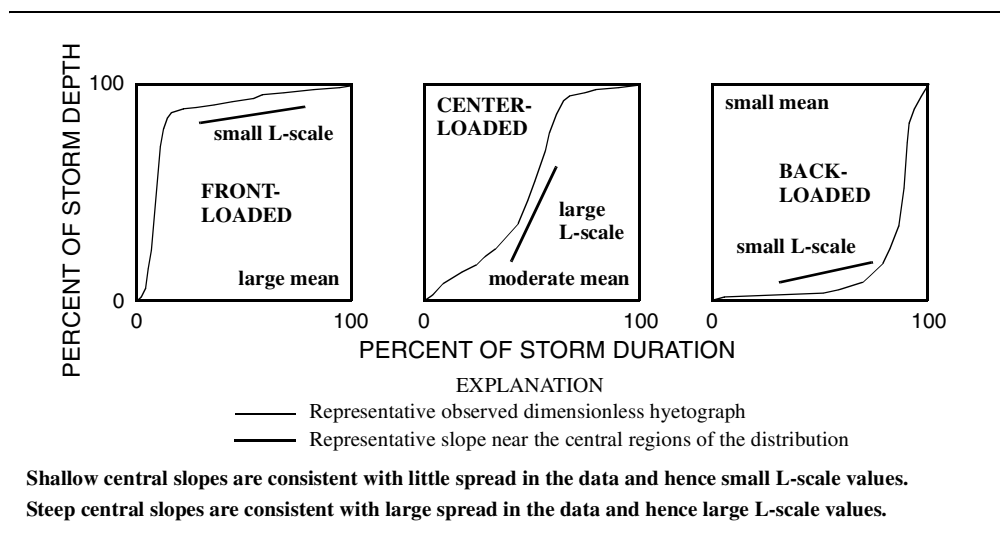 PERCENT OF STORM DEPTH
100
0
small L-scale
FRONT-
LOADED
large mean
0
100
CENTER-
LOADED
large
L-scale
moderate mean
0
100
small mean
BACK-
LOADED
small L-scale
0
100
PERCENT OF STORM DURATION
EXPLANATION
Representative observed dimensionless hyetograph
Representative slope near the central regions of the distribution
Shallow central slopes are consistent with little spread in the data and hence small L-scale values.
Steep central slopes are consistent with large spread in the data and hence large L-scale values.